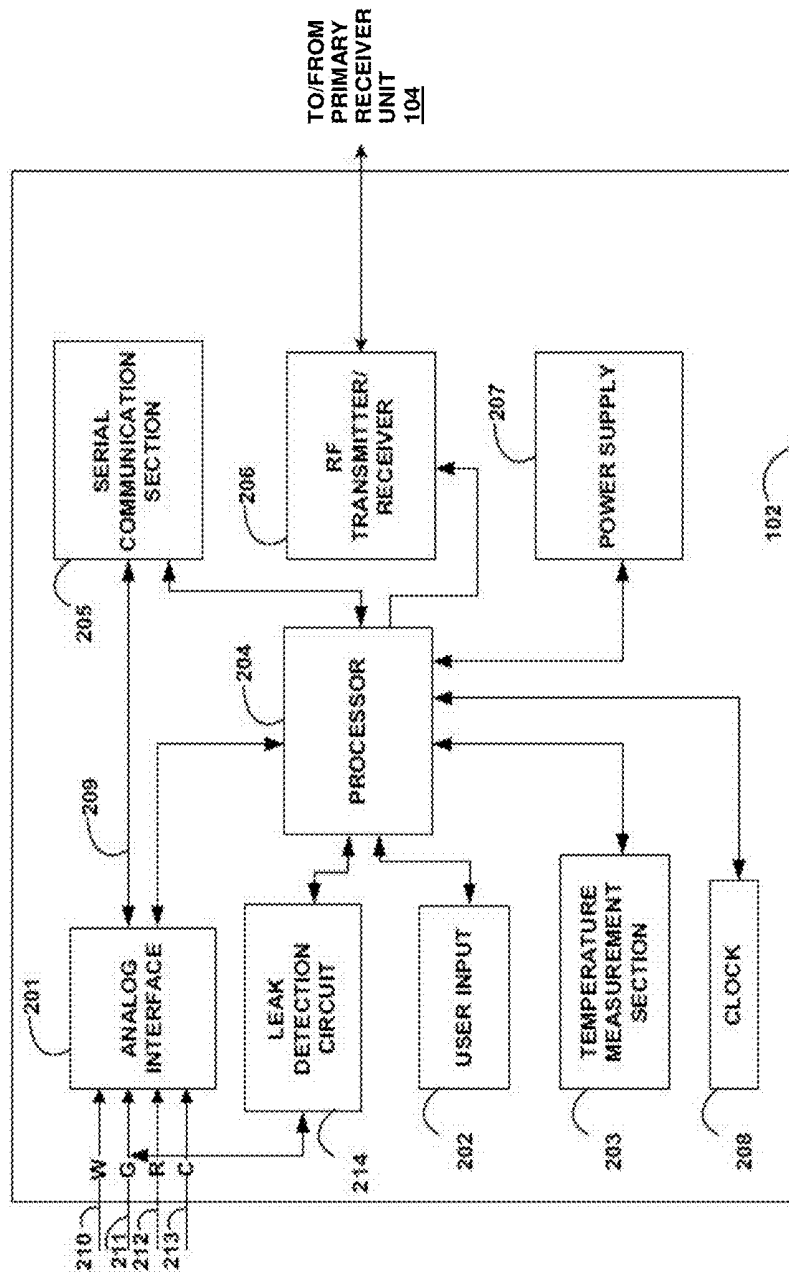 TO/FROM
PRIMARY
RECEIVER
UNIT
104
SERIAL
COMMUNICATION
SECTION
205
RF
TRANSMITTER/
RECEIVER
206
POWER SUPPLY
207
102
209
PROCESSOR
204
ANALOG
INTERFACE
201
LEAK
DETECTION
CIRCUIT
214
USER INPUT
202
TEMPERATURE
MEASUREMENT
SECTION
203
CLOCK
208
W
G
R
C
210
211
212
213